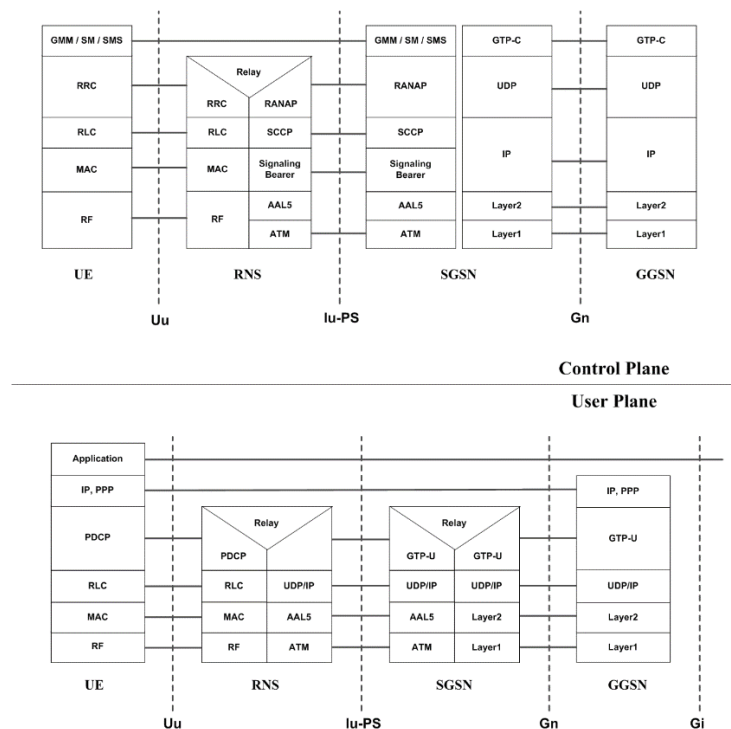 GMM / SM / SMS
GMM / SM / SMS
GTP-C
GTP-C
Relay
RRC
RRC
RANAP
RANAP
UDP
UDP
RLC
RLC
SCCP
SCCP
IP
IP
MAC
MAC
Signaling
Bearer
Signaling
Bearer
RF
RF
AAL5
AAL5
Layer2
Layer2
ATM
ATM
Layer1
Layer1
UE
RNS
SGSN
GGSN
Uu
Iu-PS
Gn
Control Plane
User Plane
Application
IP, PPP
IP, PPP
Relay
Relay
PDCP
PDCP
GTP-U
GTP-U
GTP-U
RLC
RLC
UDP/IP
UDP/IP
UDP/IP
UDP/IP
MAC
MAC
AAL5
AAL5
Layer2
Layer2
RF
RF
ATM
ATM
Layer1
Layer1
UE
RNS
SGSN
GGSN
Uu
Iu-PS
Gn
Gi